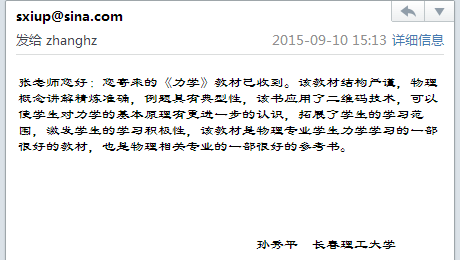 sxiup@sina.com
发给 zhanghz 2015-09-10 15:13 详细信息
张老师您好：您寄来的《力学》教材已收到。该教材结构严谨，物理
概念讲解精炼准确，例题具有典型性，该书应用了二维码技术，可以
使学生对力学的基本原理有更进一步的认识，拓展了学生的学习范
围，激发学生的学习积极性，该教材是物理专业学生力学学习的一部
很好的教材，也是物理相关专业的一部很好的参考书。
孙秀平 长春理工大学